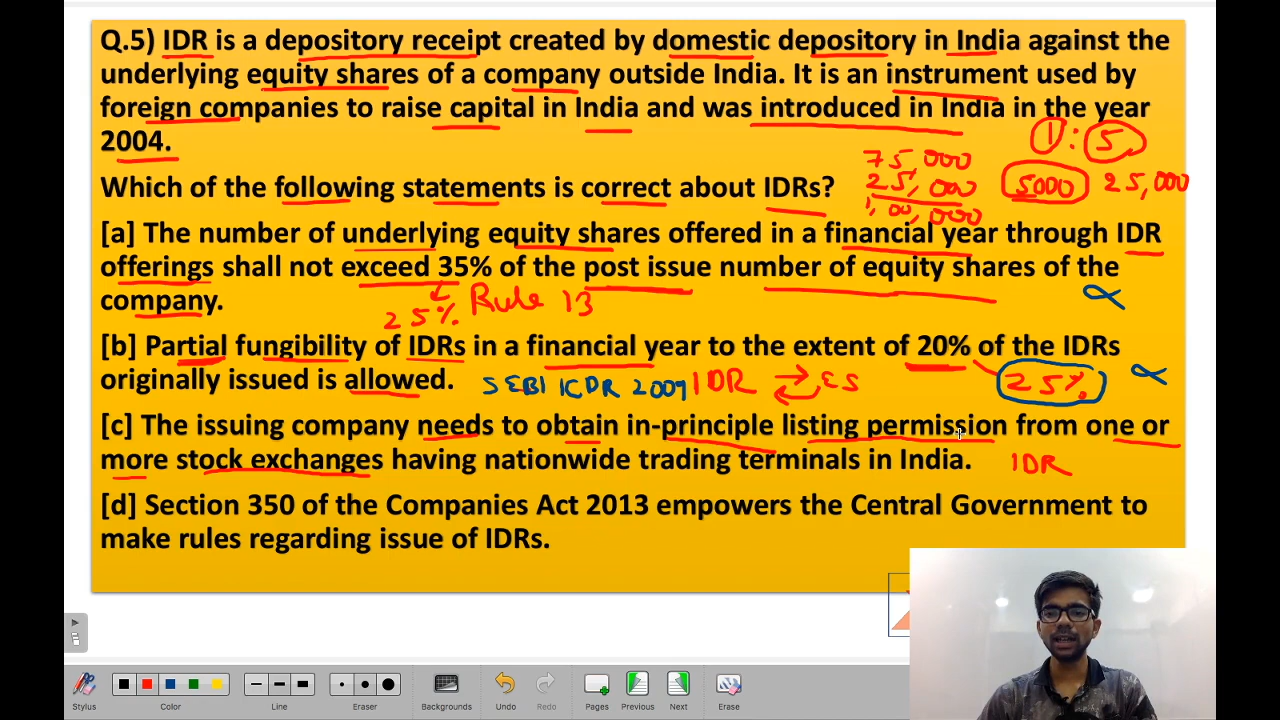 Q.5) IDR is a depository receipt created by domestic depository in India against the
underlying equity shares of a company outside India. It is an instrument used by
foreign companies to raise capital in India and was introduced in India in the year
2004.
1 : 5
75,000
25,000
1,00,000
5000 25,000
Which of the following statements is correct about IDRs?
[a] The number of underlying equity shares offered in a financial year through IDR
offerings shall not exceed 35% of the post issue number of equity shares of the
company.
25% Rule 13
[b] Partial fungibility of IDRs in a financial year to the extent of 20% of the IDRs
originally issued is allowed.
SEBI ICDR 2009 IDR ES 25%
[c] The issuing company needs to obtain in-principle listing permission from one or
more stock exchanges having nationwide trading terminals in India.
IDR
[d] Section 350 of the Companies Act 2013 empowers the Central Government to
make rules regarding issue of IDRs.
Stylus Color Line Eraser Backgrounds Undo Redo Pages Previous Next Erase